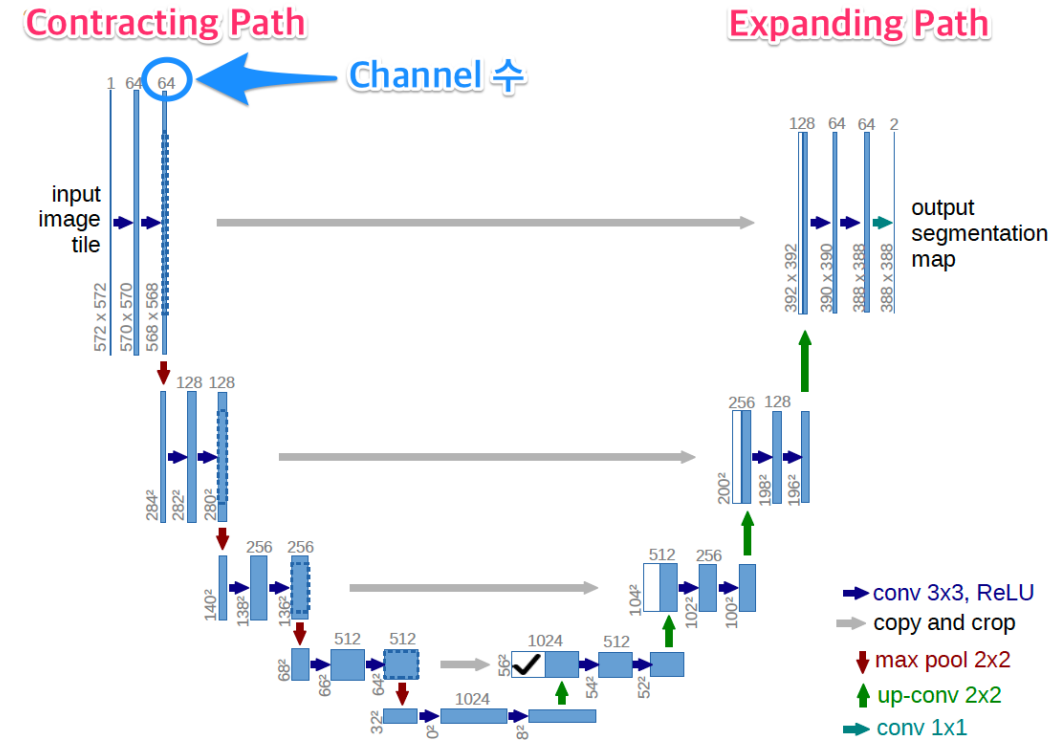 Contracting Path
Expanding Path
Channel 수
1 64 64
input
image
tile
572 x 572
570 x 570
568 x 568
128 64 64 2
output
segmentation
map
392 x 392
390 x 390
388 x 388
388 x 388
128 128
284²
282²
280²
256 128
200²
198²
196²
256 256
140²
138²
136²
512 256
104²
102²
100²
512 512
68²
66²
64²
1024 512
56²
54²
52²
1024
32²
0²
8²
conv 3x3, ReLU
copy and crop
max pool 2x2
up-conv 2x2
conv 1x1